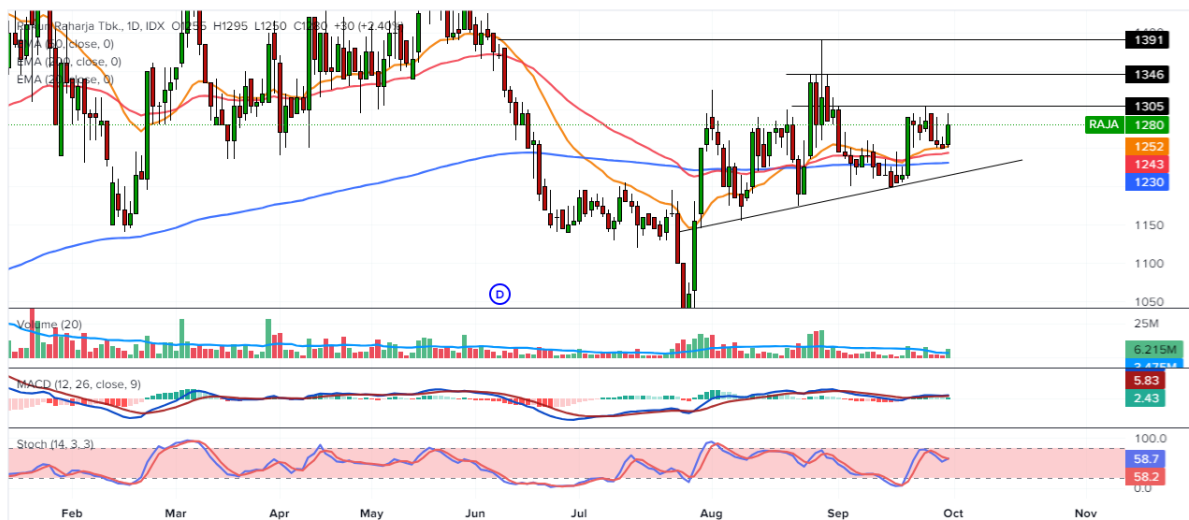 Raharja Tbk., 1D, IDX O1255 H1295 L1250 C1280 +30 (+2.40%)
EMA (50, close, 0)
EMA (200, close, 0)
EMA (20, close, 0)
1391
1346
1305
RAJA 1280
1252
1243
1230
1150
1100
1050
D
Volume (20)
25M
6.215M
MACD (12, 26, close, 9)
5.83
2.43
Stoch (14, 3, 3)
100.0
58.7
58.2
0.0
Feb Mar Apr May Jun Jul Aug Sep Oct Nov